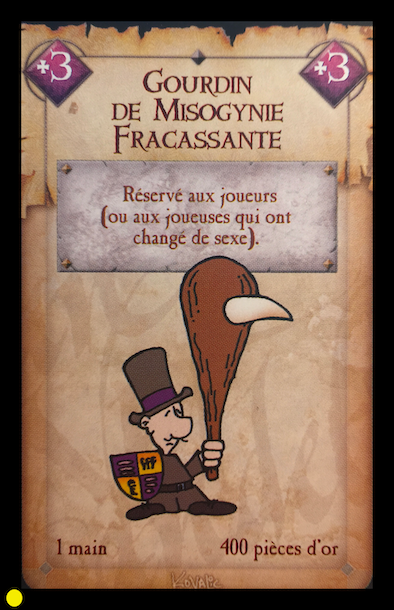 +3
+3
Gourdin
de Misogynie
Fracassante
Réservé aux joueurs
(ou aux joueuses qui ont
changé de sexe).
1 main
400 pièces d'or
Kovalic